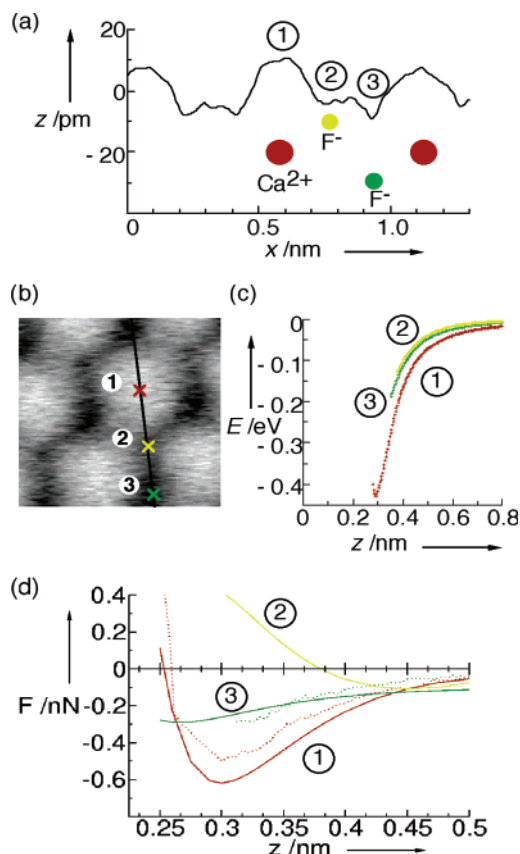 (a)
20
0
- 20
z /pm
1
2
3
F-
Ca2+
F-
0 0.5 1.0
x /nm
(b)
1
2
3
(c)
0
- 0.1
- 0.2
- 0.3
- 0.4
E /eV
2
1
3
0 0.2 0.4 0.6 0.8
z /nm
(d)
0.4
0.2
0
-0.2
-0.4
-0.6
F /nN
2
3
1
0.25 0.3 0.35 0.4 0.45 0.5
z /nm